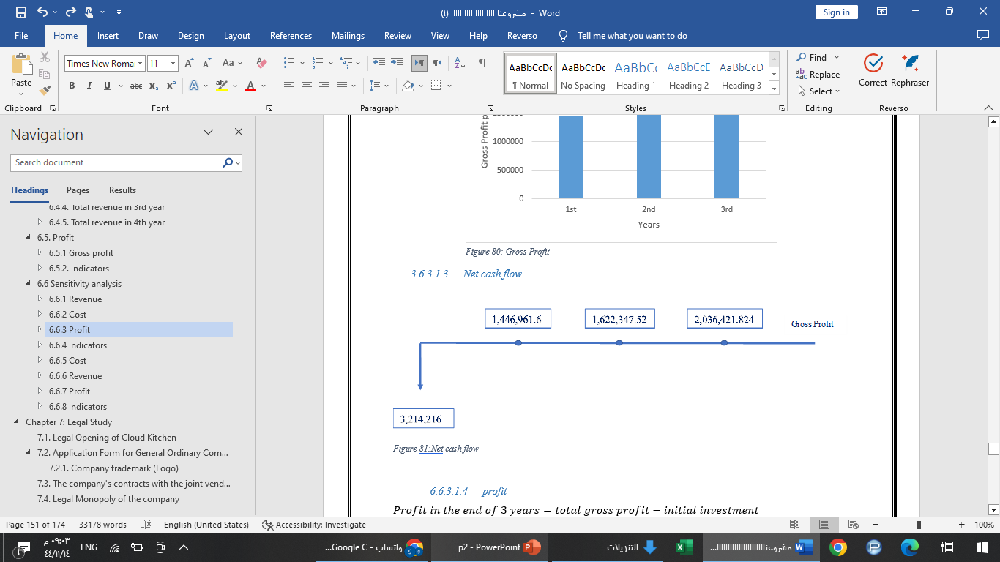 مشروعنااااااااااااااااااااا (1) - Word
Sign in
File Home Insert Draw Design Layout References Mailings Review View Help Reverso Tell me what you want to do
Paste
Times New Roma 11
Aa
B I U abc x₂ x² A A
AaBbCcDc AaBbCcDc AaBbCc AaBbCcE AaBbCcD
¶ Normal No Spacing Heading 1 Heading 2 Heading 3
Find
Replace
Select
Correct Rephraser
Clipboard Font Paragraph Styles Editing Reverso
Navigation
Search document
Headings Pages Results
6.4.4. Total revenue in 3rd year
6.4.5. Total revenue in 4th year
6.5. Profit
6.5.1 Gross profit
6.5.2. Indicators
6.6 Sensitivity analysis
6.6.1 Revenue
6.6.2 Cost
6.6.3 Profit
6.6.4 Indicators
6.6.5 Cost
6.6.6 Revenue
6.6.7 Profit
6.6.8 Indicators
Chapter 7: Legal Study
7.1. Legal Opening of Cloud Kitchen
7.2. Application Form for General Ordinary Com...
7.2.1. Company trademark (Logo)
7.3. The company's contracts with the joint vend...
7.4. Legal Monopoly of the company
Gross Profit p
1000000
500000
0
1st 2nd 3rd
Years
Figure 80: Gross Profit
3.6.3.1.3. Net cash flow
1,446,961.6 1,622,347.52 2,036,421.824 Gross Profit
3,214,216
Figure 81:Net cash flow
6.6.3.1.4 profit
Profit in the end of 3 years = total gross profit − initial investment
Page 151 of 174 33178 words English (United States) Accessibility: Investigate 100%
٠٩:٠٣ م
٤٤/١١/١٤
ENG
واتساب - Google C...
p2 - PowerPoint
التنزيلات
مشروعنااااااااااااااااااااا...